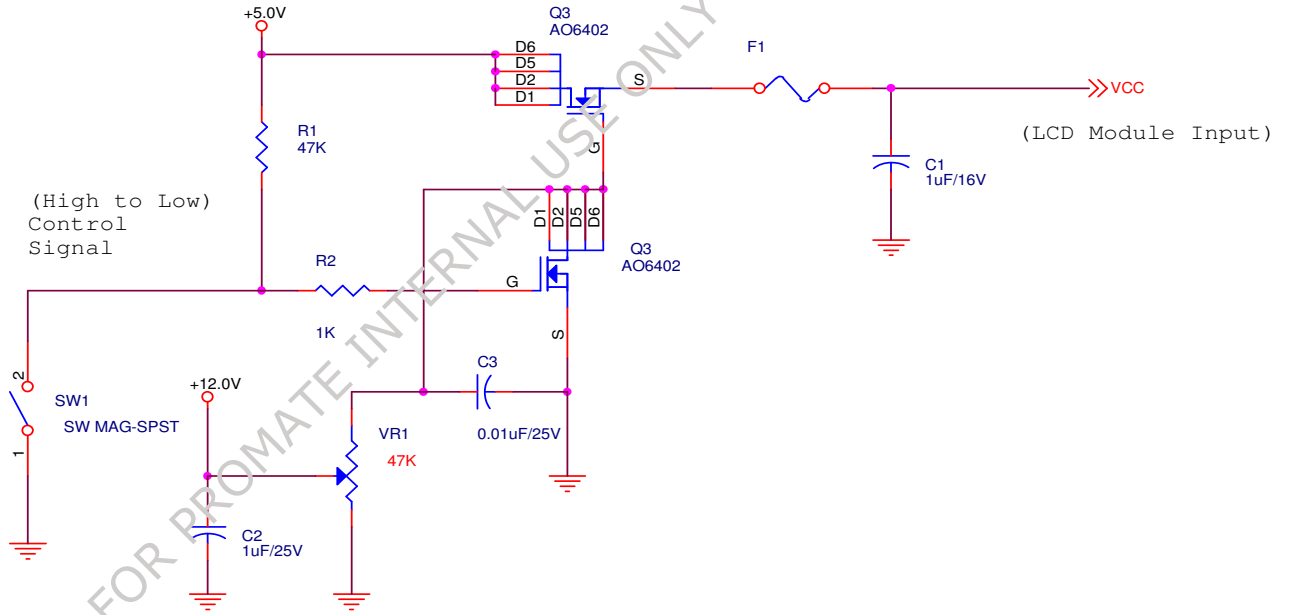 +5.0V
Q3
AO6402
F1
D6
D5
D2
D1
S
VCC
(LCD Module Input)
R1
47K
G
C1
1uF/16V
(High to Low)
Control
Signal
D1
D2
D5
D6
Q3
AO6402
R2
G
1K
S
C3
2
+12.0V
SW1
SW MAG-SPST
VR1
0.01uF/25V
1
47K
C2
1uF/25V
FOR PROMATE INTERNAL USE ONLY